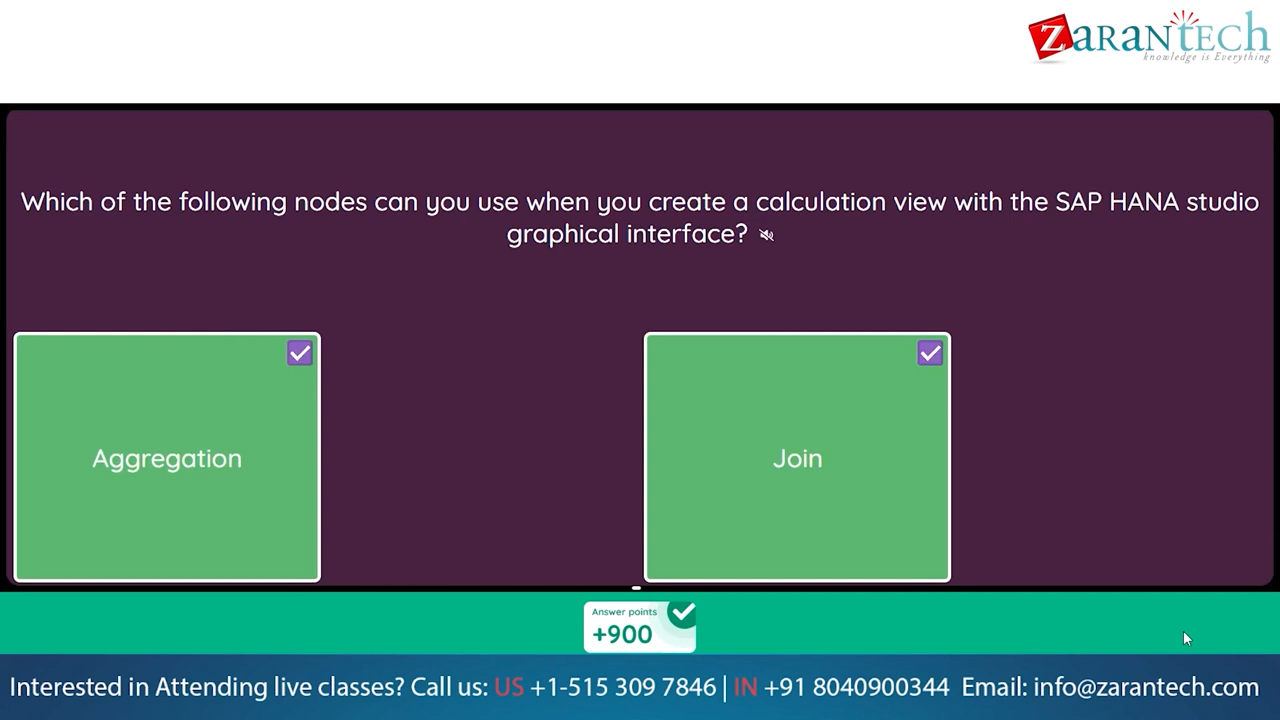 ZARANTECH
knowledge is Everything
Which of the following nodes can you use when you create a calculation view with the SAP HANA studio
graphical interface?
Aggregation
Join
Answer points
+900
Interested in Attending live classes? Call us: US +1-515 309 7846 | IN +91 8040900344 Email: info@zarantech.com